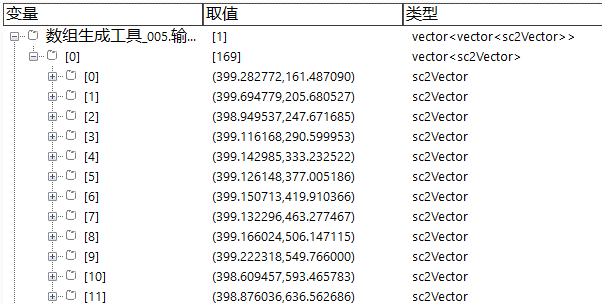 变量 取值 类型
数组生成工具_005.输... [1] vector<vector<sc2Vector>>
[0] [169] vector<sc2Vector>
[0] (399.282772,161.487090) sc2Vector
[1] (399.694779,205.680527) sc2Vector
[2] (398.949537,247.671685) sc2Vector
[3] (399.116168,290.599953) sc2Vector
[4] (399.142985,333.232522) sc2Vector
[5] (399.126148,377.005186) sc2Vector
[6] (399.150713,419.910366) sc2Vector
[7] (399.132296,463.277467) sc2Vector
[8] (399.166024,506.147115) sc2Vector
[9] (399.222318,549.766000) sc2Vector
[10] (398.609457,593.465783) sc2Vector
[11] (398.876036,636.562686) sc2Vector